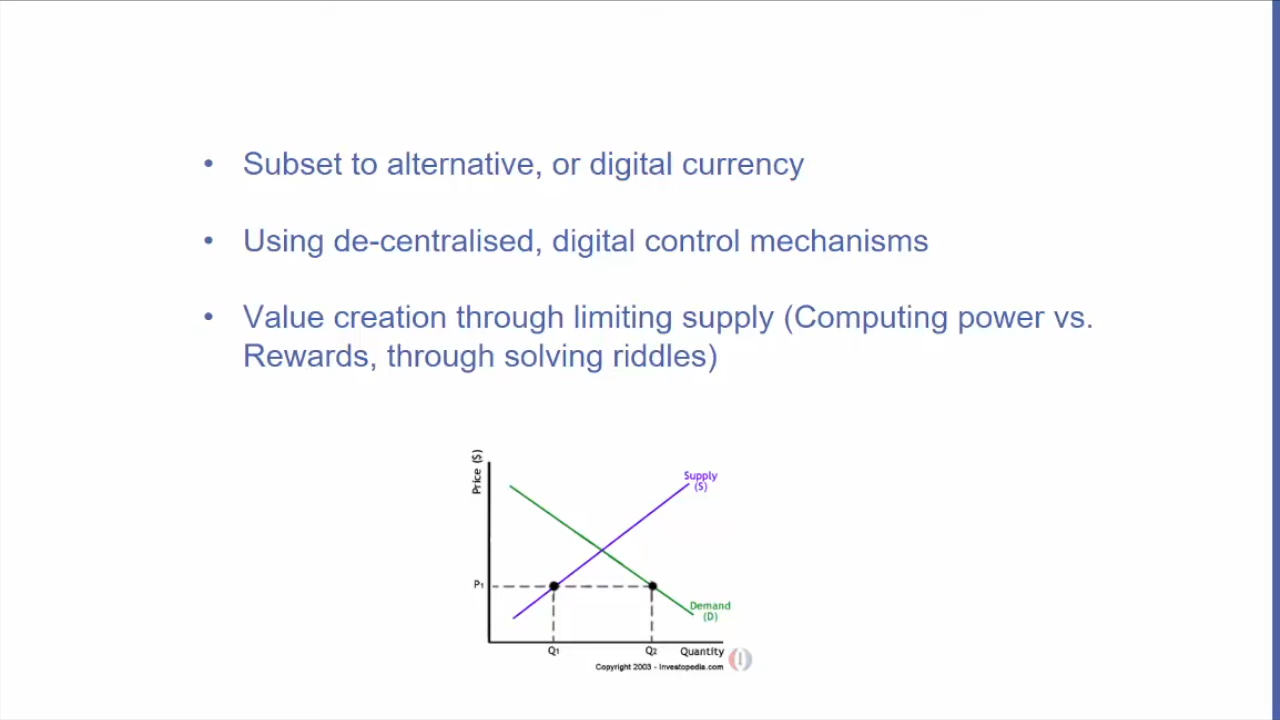 • Subset to alternative, or digital currency
• Using de-centralised, digital control mechanisms
• Value creation through limiting supply (Computing power vs.
Rewards, through solving riddles)
Price ($)
Supply
(S)
P1
Demand
(D)
Q1
Q2
Quantity
Copyright 2003 - Investopedia.com